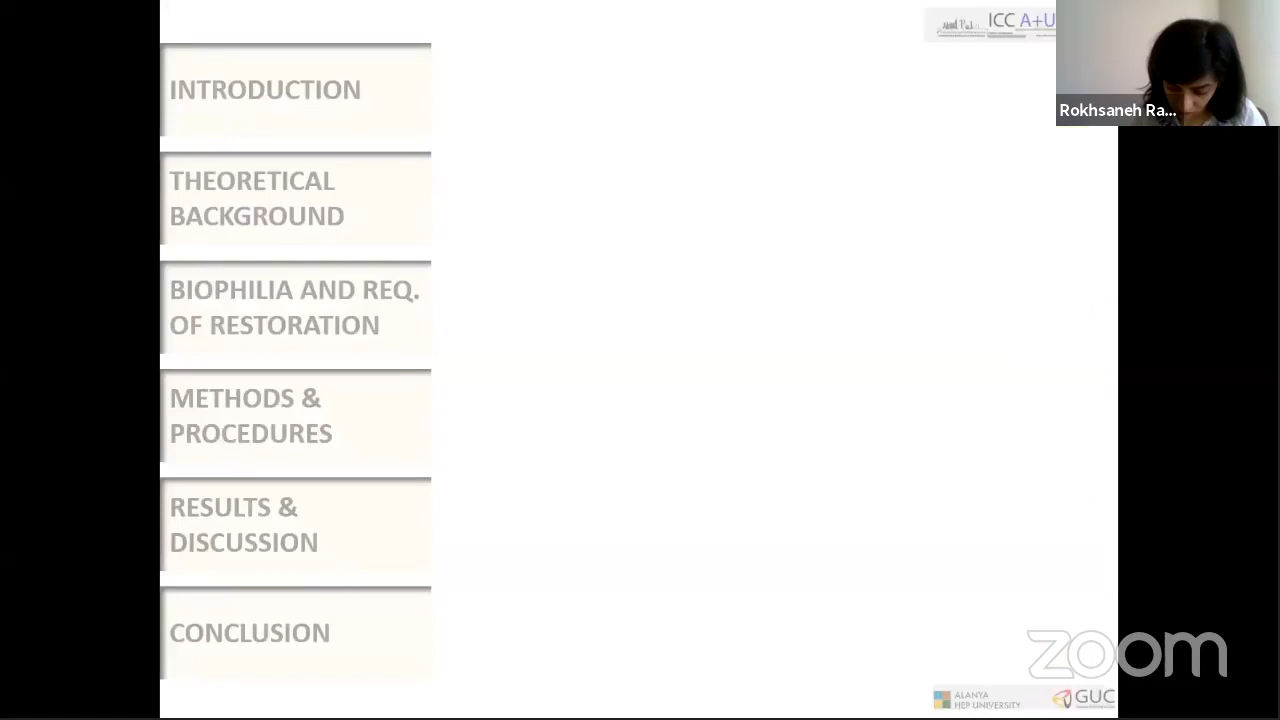 ICC A+U
Rokhsaneh Ra...
INTRODUCTION
THEORETICAL
BACKGROUND
BIOPHILIA AND REQ.
OF RESTORATION
METHODS &
PROCEDURES
RESULTS &
DISCUSSION
CONCLUSION
zoom
ALANYA
HEP UNIVERSITY
GUC